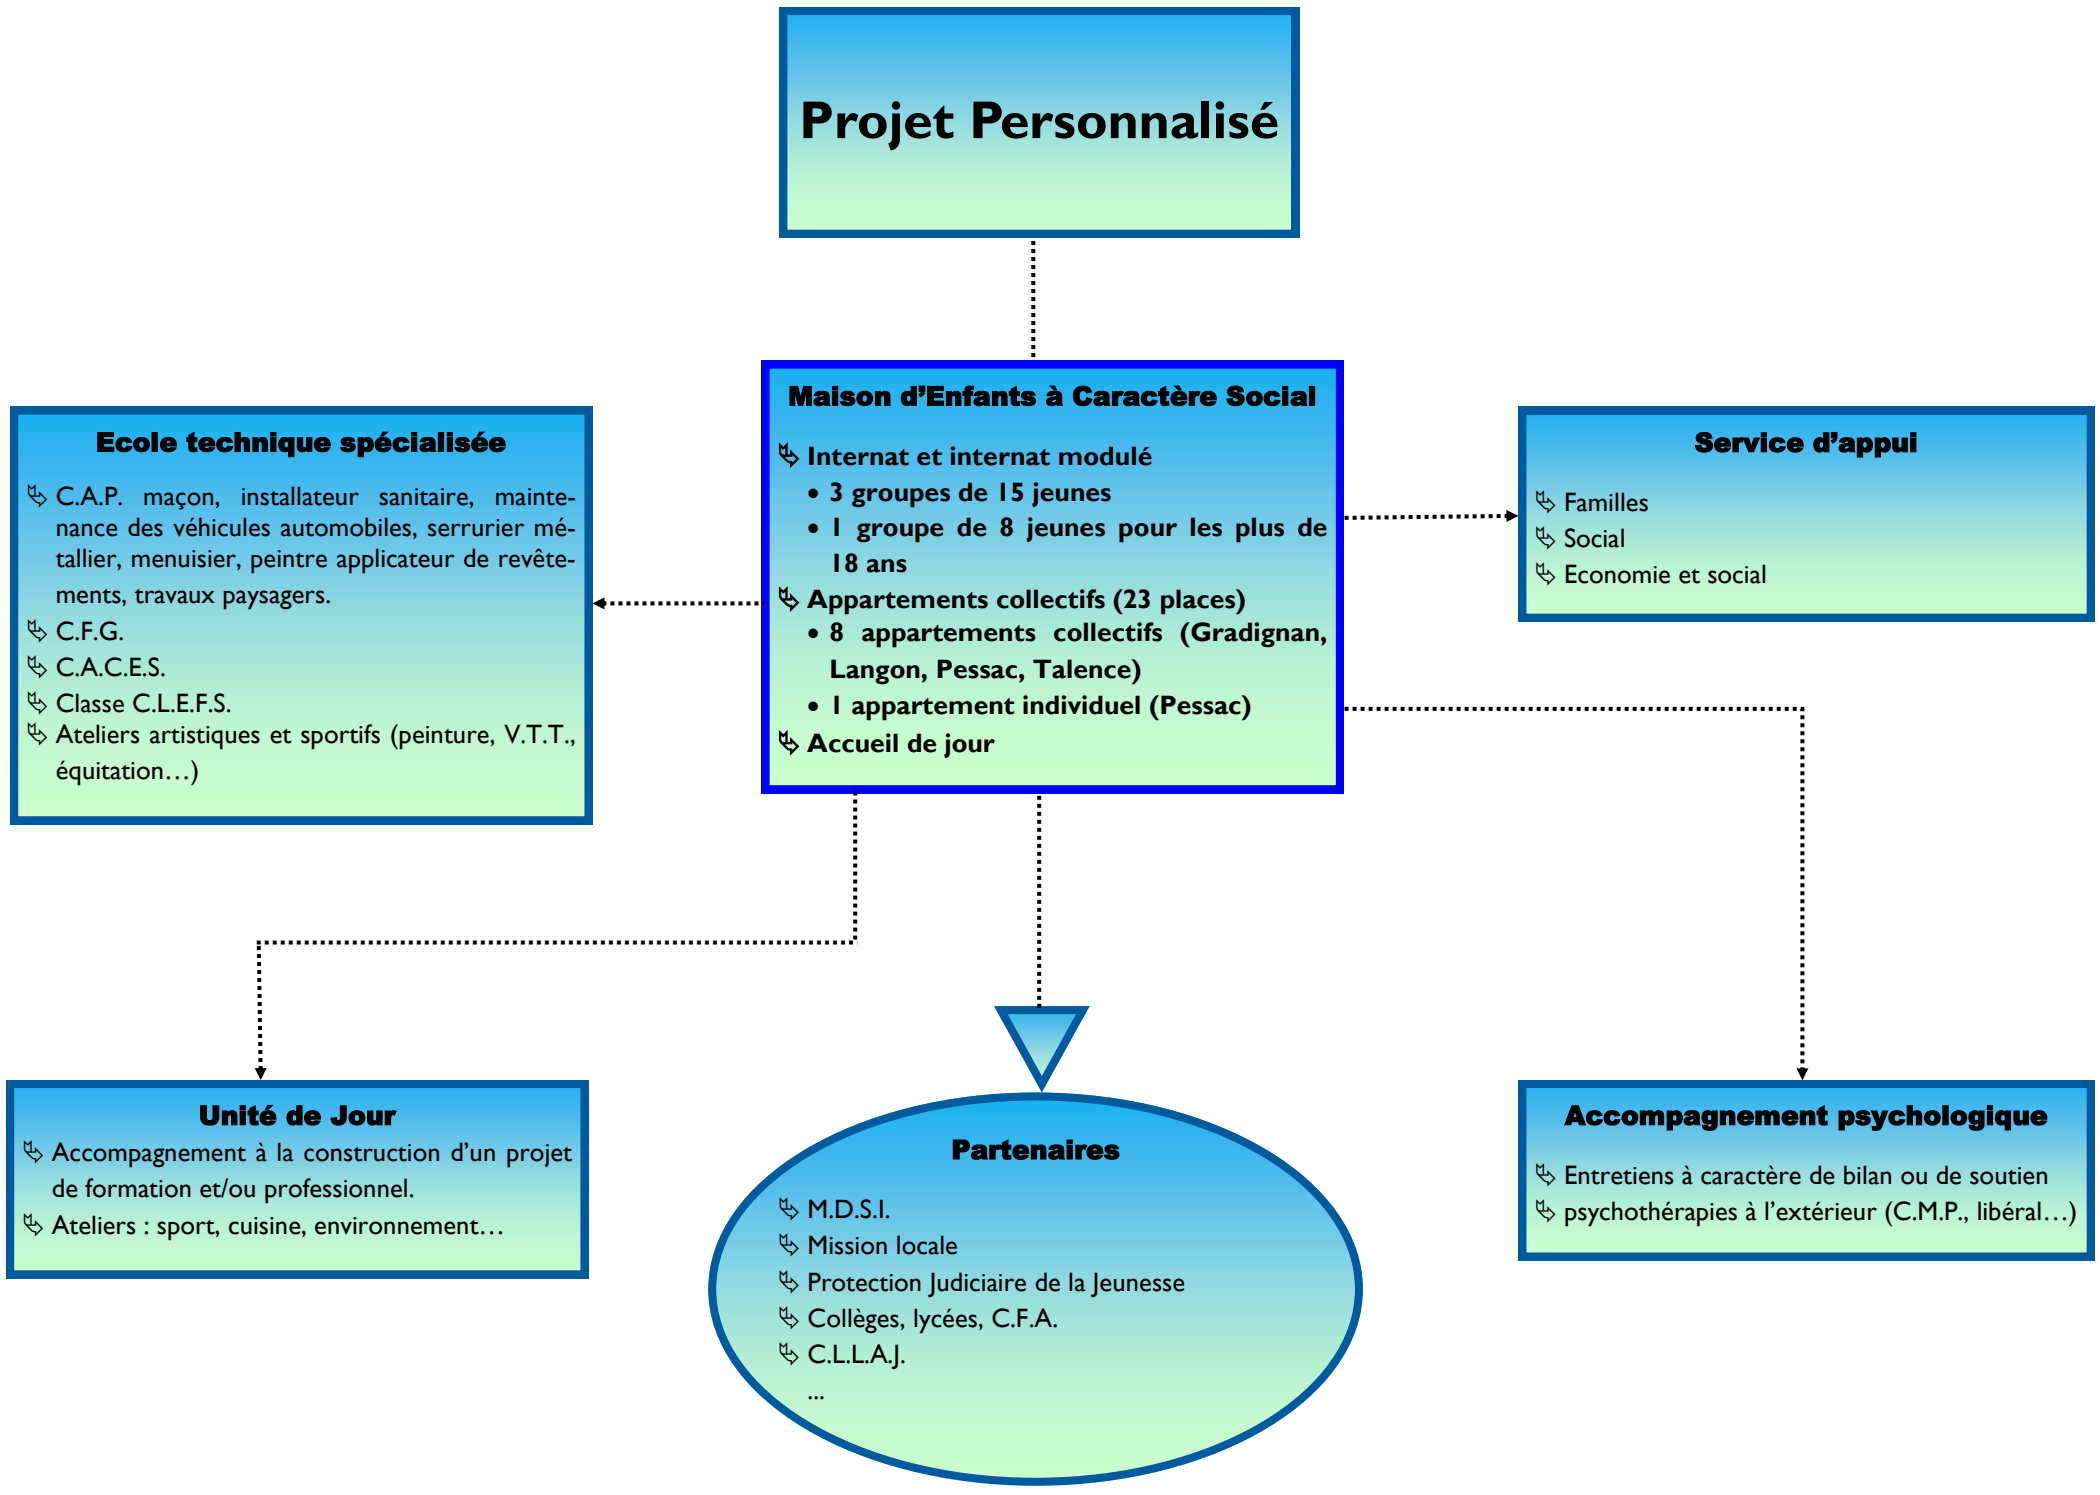 Projet Personnalisé
Maison d’Enfants à Caractère Social
Internat et internat modulé
• 3 groupes de 15 jeunes
• 1 groupe de 8 jeunes pour les plus de
18 ans
Appartements collectifs (23 places)
• 8 appartements collectifs (Gradignan,
Langon, Pessac, Talence)
• 1 appartement individuel (Pessac)
Accueil de jour
Ecole technique spécialisée
C.A.P. maçon, installateur sanitaire, mainte-
nance des véhicules automobiles, serrurier mé-
tallier, menuisier, peintre applicateur de revête-
ments, travaux paysagers.
C.F.G.
C.A.C.E.S.
Classe C.L.E.F.S.
Ateliers artistiques et sportifs (peinture, V.T.T.,
équitation…)
Service d’appui
Familles
Social
Economie et social
Unité de Jour
Accompagnement à la construction d’un projet
de formation et/ou professionnel.
Ateliers : sport, cuisine, environnement…
Partenaires
M.D.S.I.
Mission locale
Protection Judiciaire de la Jeunesse
Collèges, lycées, C.F.A.
C.L.L.A.J.
...
Accompagnement psychologique
Entretiens à caractère de bilan ou de soutien
psychothérapies à l’extérieur (C.M.P., libéral…)